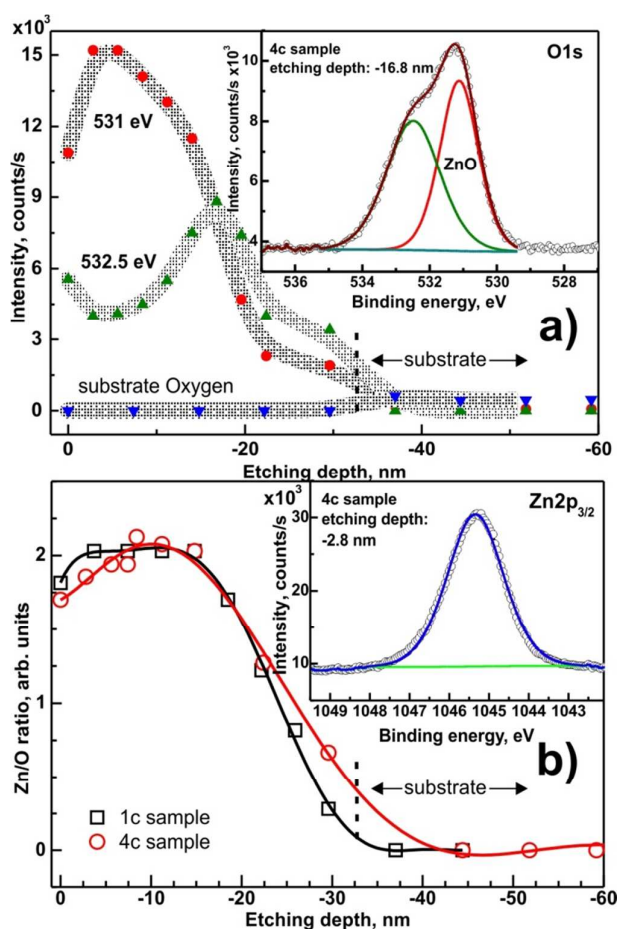 x10³
15
12
9
6
3
0
Intensity, counts/s
531 eV
532.5 eV
substrate Oxygen
substrate
a)
0
-20
-40
-60
Etching depth, nm
4c sample
etching depth: -16.8 nm
O1s
ZnO
Intensity, counts/s x10³
10
8
6
4
536
534
532
530
528
Binding energy, eV
x10³
2
1
0
Zn/O ratio, arb. units
1c sample
4c sample
substrate
b)
0
-10
-20
-30
-40
-50
-60
Etching depth, nm
4c sample
etching depth:
-2.8 nm
Zn2p3/2
Intensity, counts/s
30
20
10
1049 1048 1047 1046 1045 1044 1043
Binding energy, eV